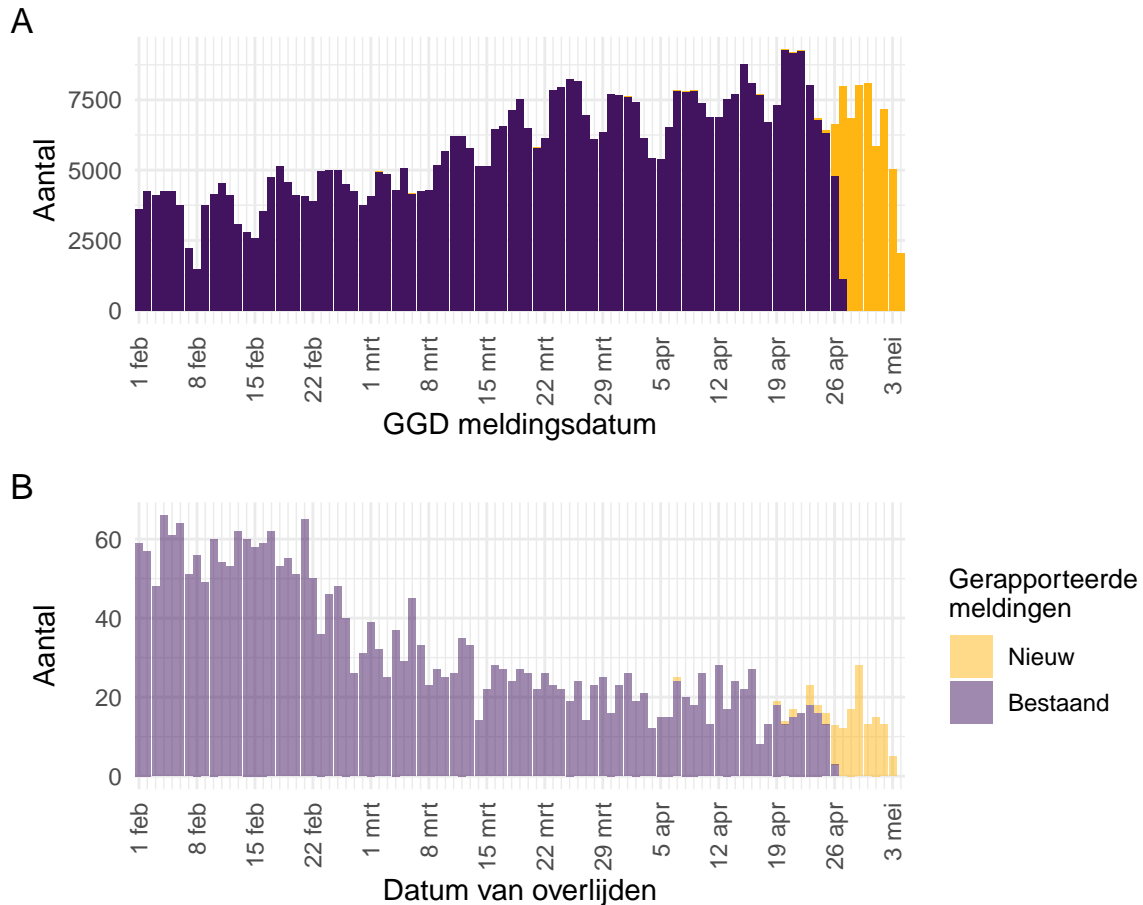 A
Aantal
7500
5000
2500
0
1 feb
8 feb
15 feb
22 feb
1 mrt
8 mrt
15 mrt
22 mrt
29 mrt
5 apr
12 apr
19 apr
26 apr
3 mei
GGD meldingsdatum
B
Aantal
60
40
20
0
1 feb
8 feb
15 feb
22 feb
1 mrt
8 mrt
15 mrt
22 mrt
29 mrt
5 apr
12 apr
19 apr
26 apr
3 mei
Datum van overlijden
Gerapporteerde
meldingen
Nieuw
Bestaand